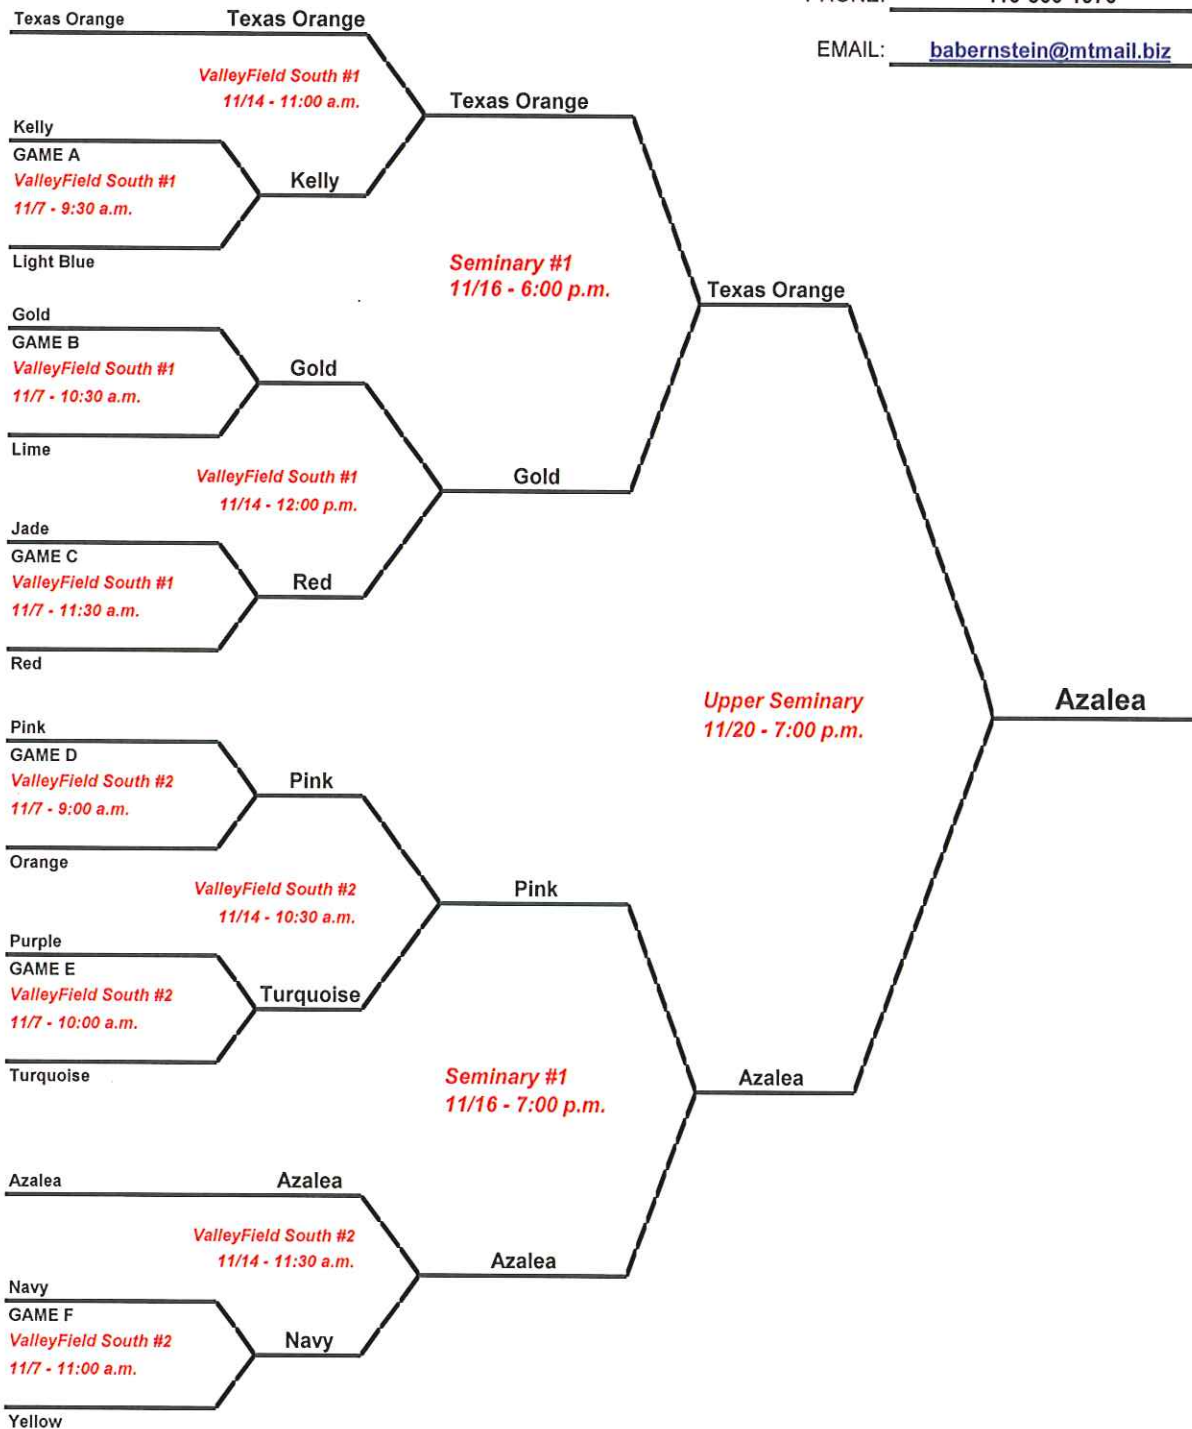 EMAIL: babernstein@mtmail.biz
Texas Orange
Texas Orange
ValleyField South #1
11/14 - 11:00 a.m.
Texas Orange
Kelly
GAME A
ValleyField South #1
11/7 - 9:30 a.m.
Kelly
Light Blue
Seminary #1
11/16 - 6:00 p.m.
Texas Orange
Gold
GAME B
ValleyField South #1
11/7 - 10:30 a.m.
Gold
Lime
ValleyField South #1
11/14 - 12:00 p.m.
Gold
Jade
GAME C
ValleyField South #1
11/7 - 11:30 a.m.
Red
Red
Upper Seminary
11/20 - 7:00 p.m.
Azalea
Pink
GAME D
ValleyField South #2
11/7 - 9:00 a.m.
Pink
Orange
ValleyField South #2
11/14 - 10:30 a.m.
Pink
Purple
GAME E
ValleyField South #2
11/7 - 10:00 a.m.
Turquoise
Turquoise
Seminary #1
11/16 - 7:00 p.m.
Azalea
Azalea
Azalea
ValleyField South #2
11/14 - 11:30 a.m.
Azalea
Navy
GAME F
ValleyField South #2
11/7 - 11:00 a.m.
Navy
Yellow